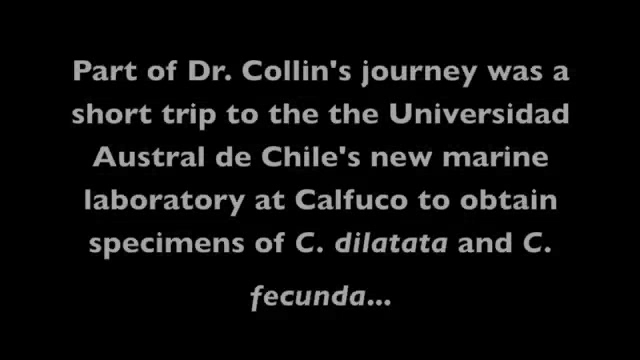 Part of Dr. Collin's journey was a
short trip to the the Universidad
Austral de Chile's new marine
laboratory at Calfuco to obtain
specimens of C. dilatata and C.
fecunda...